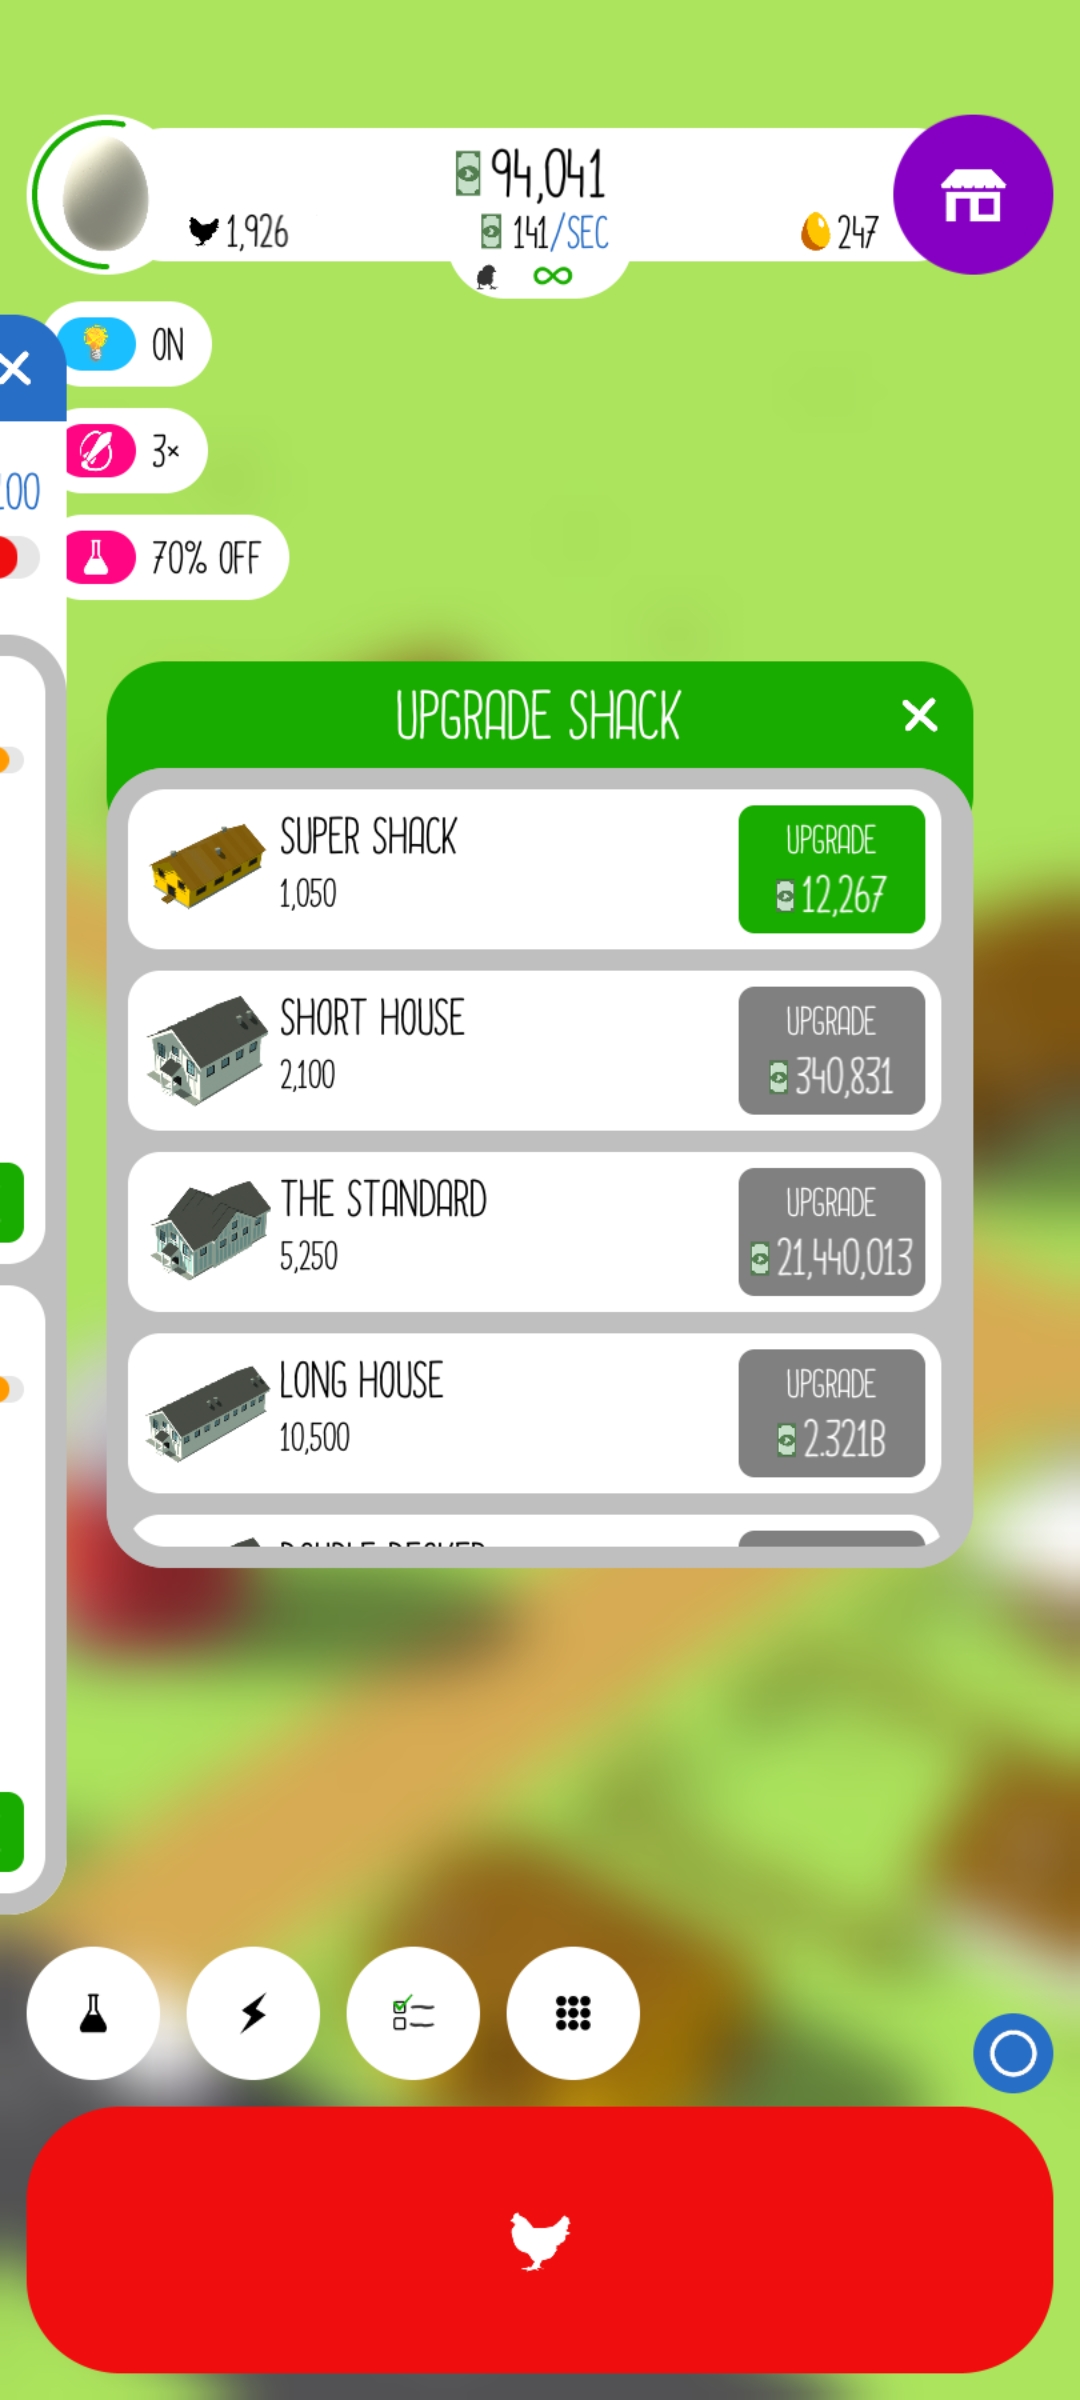 94,041
1,926
141/SEC
247
ON
3×
70% OFF
UPGRADE SHACK
SUPER SHACK
1,050
UPGRADE
12,267
SHORT HOUSE
2,100
UPGRADE
340,831
THE STANDARD
5,250
UPGRADE
21,440,013
LONG HOUSE
10,500
UPGRADE
2.321B